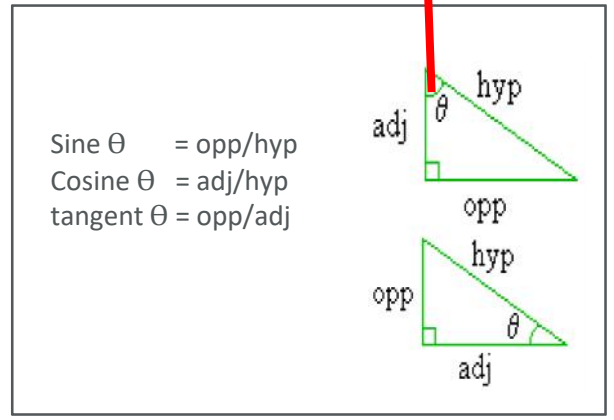 Sine Θ = opp/hyp
Cosine Θ = adj/hyp
tangent Θ = opp/adj
hyp
θ
adj
opp
hyp
opp
θ
adj